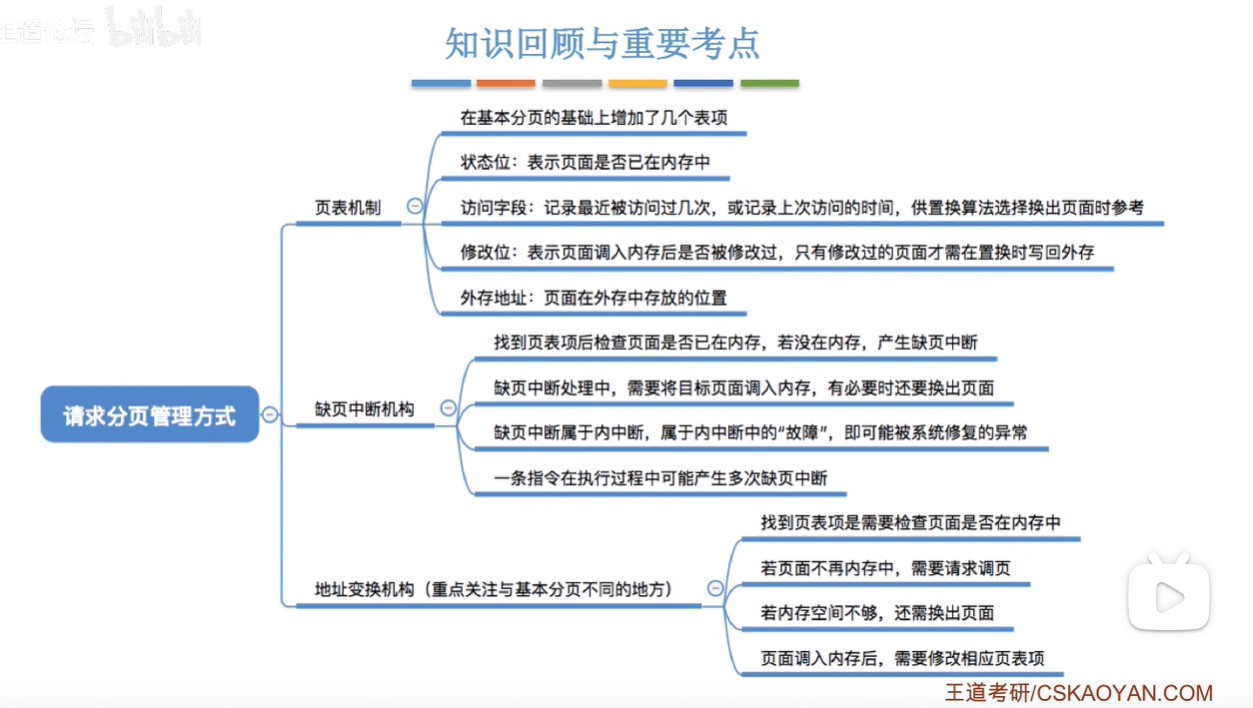 王道论坛 bilibili
知识回顾与重要考点
在基本分页的基础上增加了几个表项
状态位：表示页面是否已在内存中
页表机制
访问字段：记录最近被访问过几次，或记录上次访问的时间，供置换算法选择换出页面时参考
修改位：表示页面调入内存后是否被修改过，只有修改过的页面才需在置换时写回外存
外存地址：页面在外存中存放的位置
找到页表项后检查页面是否已在内存，若没在内存，产生缺页中断
缺页中断处理中，需要将目标页面调入内存，有必要时还要换出页面
请求分页管理方式
缺页中断机构
缺页中断属于内中断，属于内中断中的“故障”，即可能被系统修复的异常
一条指令在执行过程中可能产生多次缺页中断
找到页表项是需要检查页面是否在内存中
若页面不再内存中，需要请求调页
地址变换机构（重点关注与基本分页不同的地方）
若内存空间不够，还需换出页面
页面调入内存后，需要修改相应页表项
王道考研/CSKAOYAN.COM